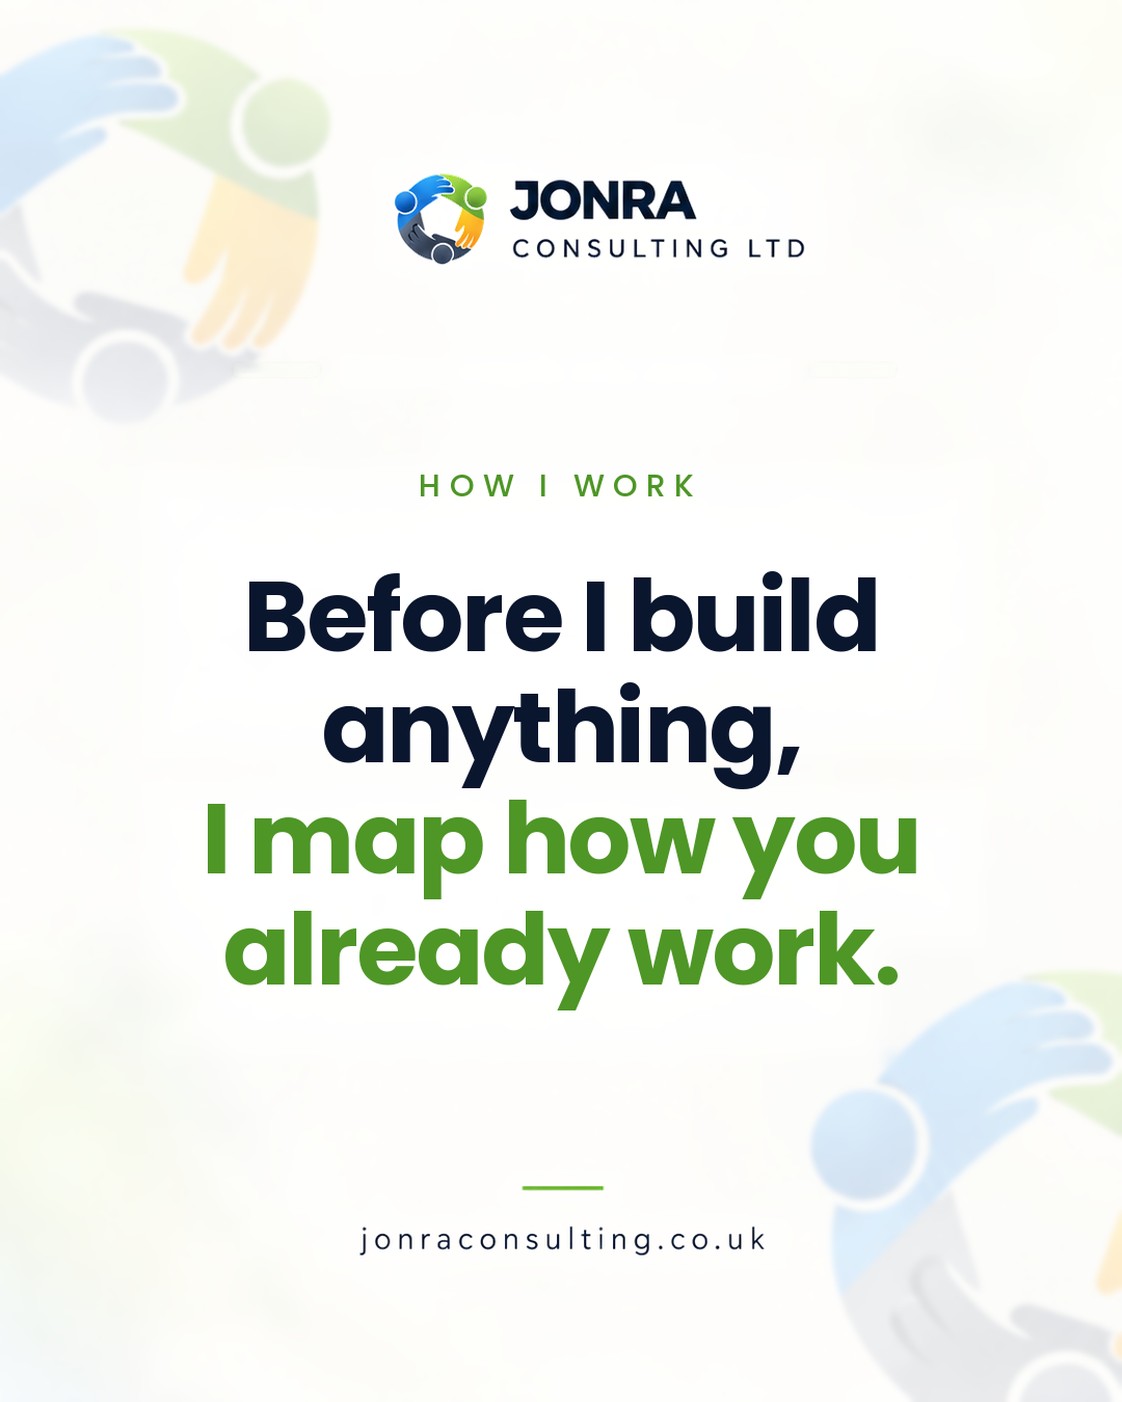 JONRA
CONSULTING LTD
HOW I WORK
Before I build
anything,
I map how you
already work.
jonraconsulting.co.uk